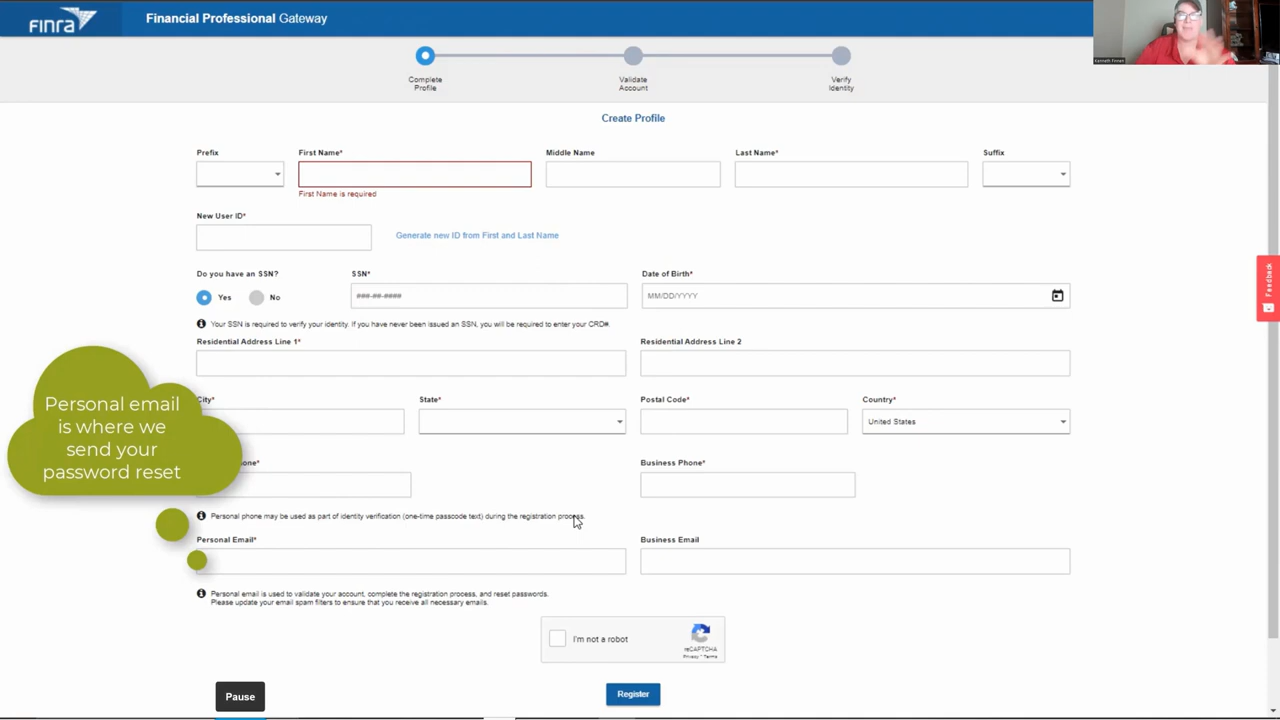 FINRA
Financial Professional Gateway
Complete
Profile
Validate
Account
Verify
Identity
Create Profile
Prefix
First Name*
Middle Name
Last Name*
Suffix
First Name is required
New User ID*
Generate new ID from First and Last Name
Do you have an SSN?
SSN*
Date of Birth*
Yes
No
###-##-####
MM/DD/YYYY
Feedback
Your SSN is required to verify your identity. If you have never been issued an SSN, you will be required to enter your CRD#.
Residential Address Line 1*
Residential Address Line 2
City*
State*
Postal Code*
Country*
United States
Personal email
is where we
send your
password reset
one*
Business Phone*
Personal phone may be used as part of identity verification (one-time passcode text) during the registration process.
Personal Email*
Business Email
Personal email is used to validate your account, complete the registration process, and reset passwords.
Please update your email spam filters to ensure that you receive all necessary emails.
I'm not a robot
reCAPTCHA
Privacy - Terms
Pause
Register